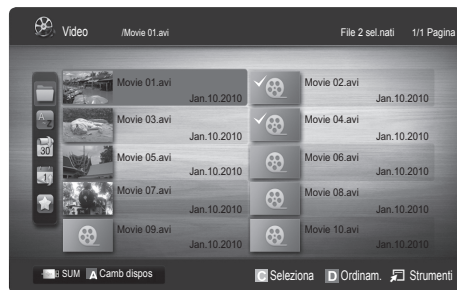 Video /Movie 01.avi File 2 sel.nati 1/1 Pagina
Movie 01.avi
Jan.10.2010
Movie 02.avi
Jan.10.2010
Movie 03.avi
Jan.10.2010
Movie 04.avi
Jan.10.2010
Movie 05.avi
Jan.10.2010
Movie 06.avi
Jan.10.2010
Movie 07.avi
Jan.10.2010
Movie 08.avi
Jan.10.2010
Movie 09.avi
Jan.10.2010
Movie 10.avi
Jan.10.2010
A Z
30
1
SUM A Camb dispos C Seleziona D Ordinam. Strumenti